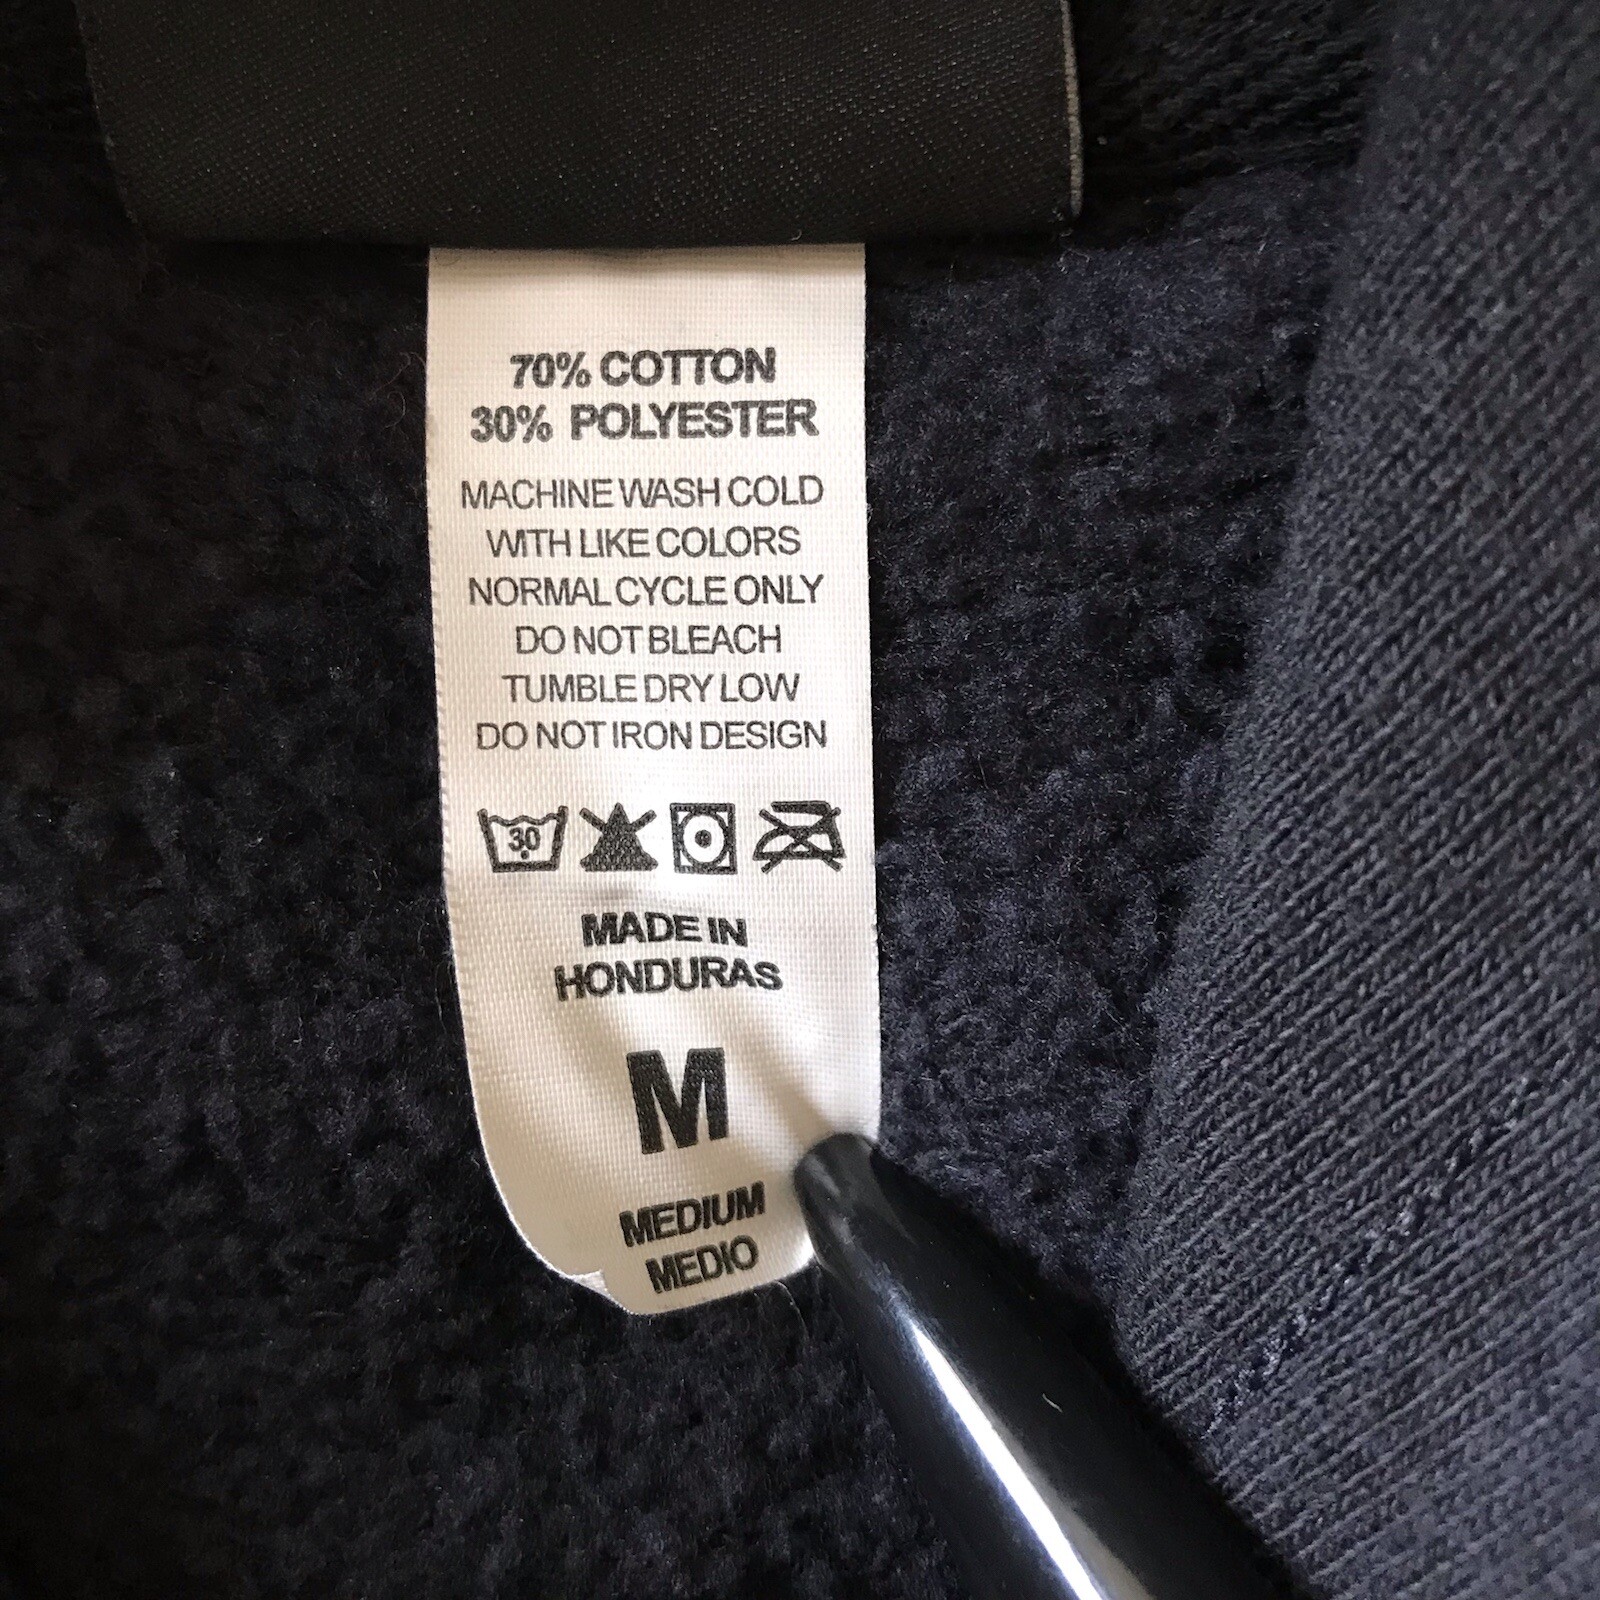 70% COTTON
30% POLYESTER
MACHINE WASH COLD
WITH LIKE COLORS
NORMAL CYCLE ONLY
DO NOT BLEACH
TUMBLE DRY LOW
DO NOT IRON DESIGN
30
MADE IN
HONDURAS
M
MEDIUM
MEDIO